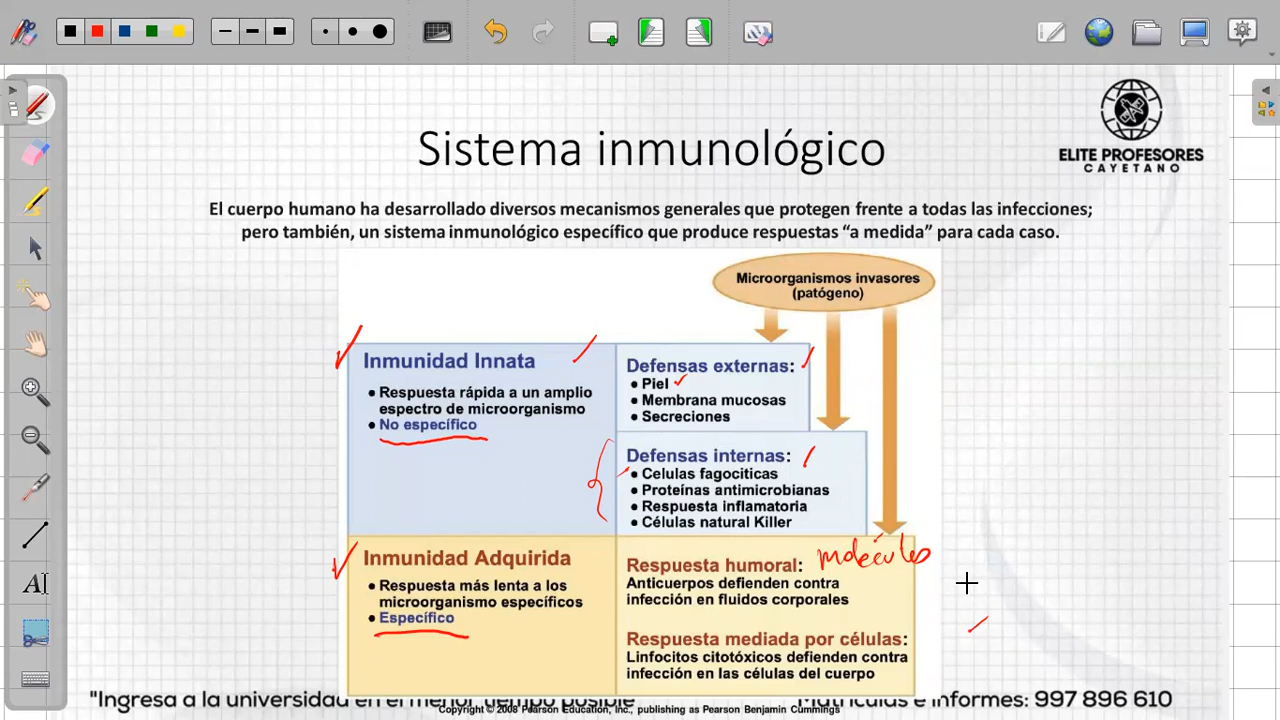 ELITE PROFESORES
CAYETANO
Sistema inmunológico
El cuerpo humano ha desarrollado diversos mecanismos generales que protegen frente a todas las infecciones;
pero también, un sistema inmunológico específico que produce respuestas “a medida” para cada caso.
Microorganismos invasores
(patógeno)
Inmunidad Innata
• Respuesta rápida a un amplio
espectro de microorganismo
• No específico
Defensas externas:
• Piel
• Membrana mucosas
• Secreciones
Defensas internas:
• Celulas fagociticas
• Proteínas antimicrobianas
• Respuesta inflamatoria
• Células natural Killer
Inmunidad Adquirida
• Respuesta más lenta a los
microorganismo específicos
• Específico
Respuesta humoral: moléculas
Anticuerpos defienden contra
infección en fluidos corporales
Respuesta mediada por células:
Linfocitos citotóxicos defienden contra
infección en las células del cuerpo
"Ingresa a la universidad en el menor tiempo posible
Matriculas e informes: 997 896 610
Copyright © 2008 Pearson Education, Inc., publishing as Pearson Benjamin Cummings